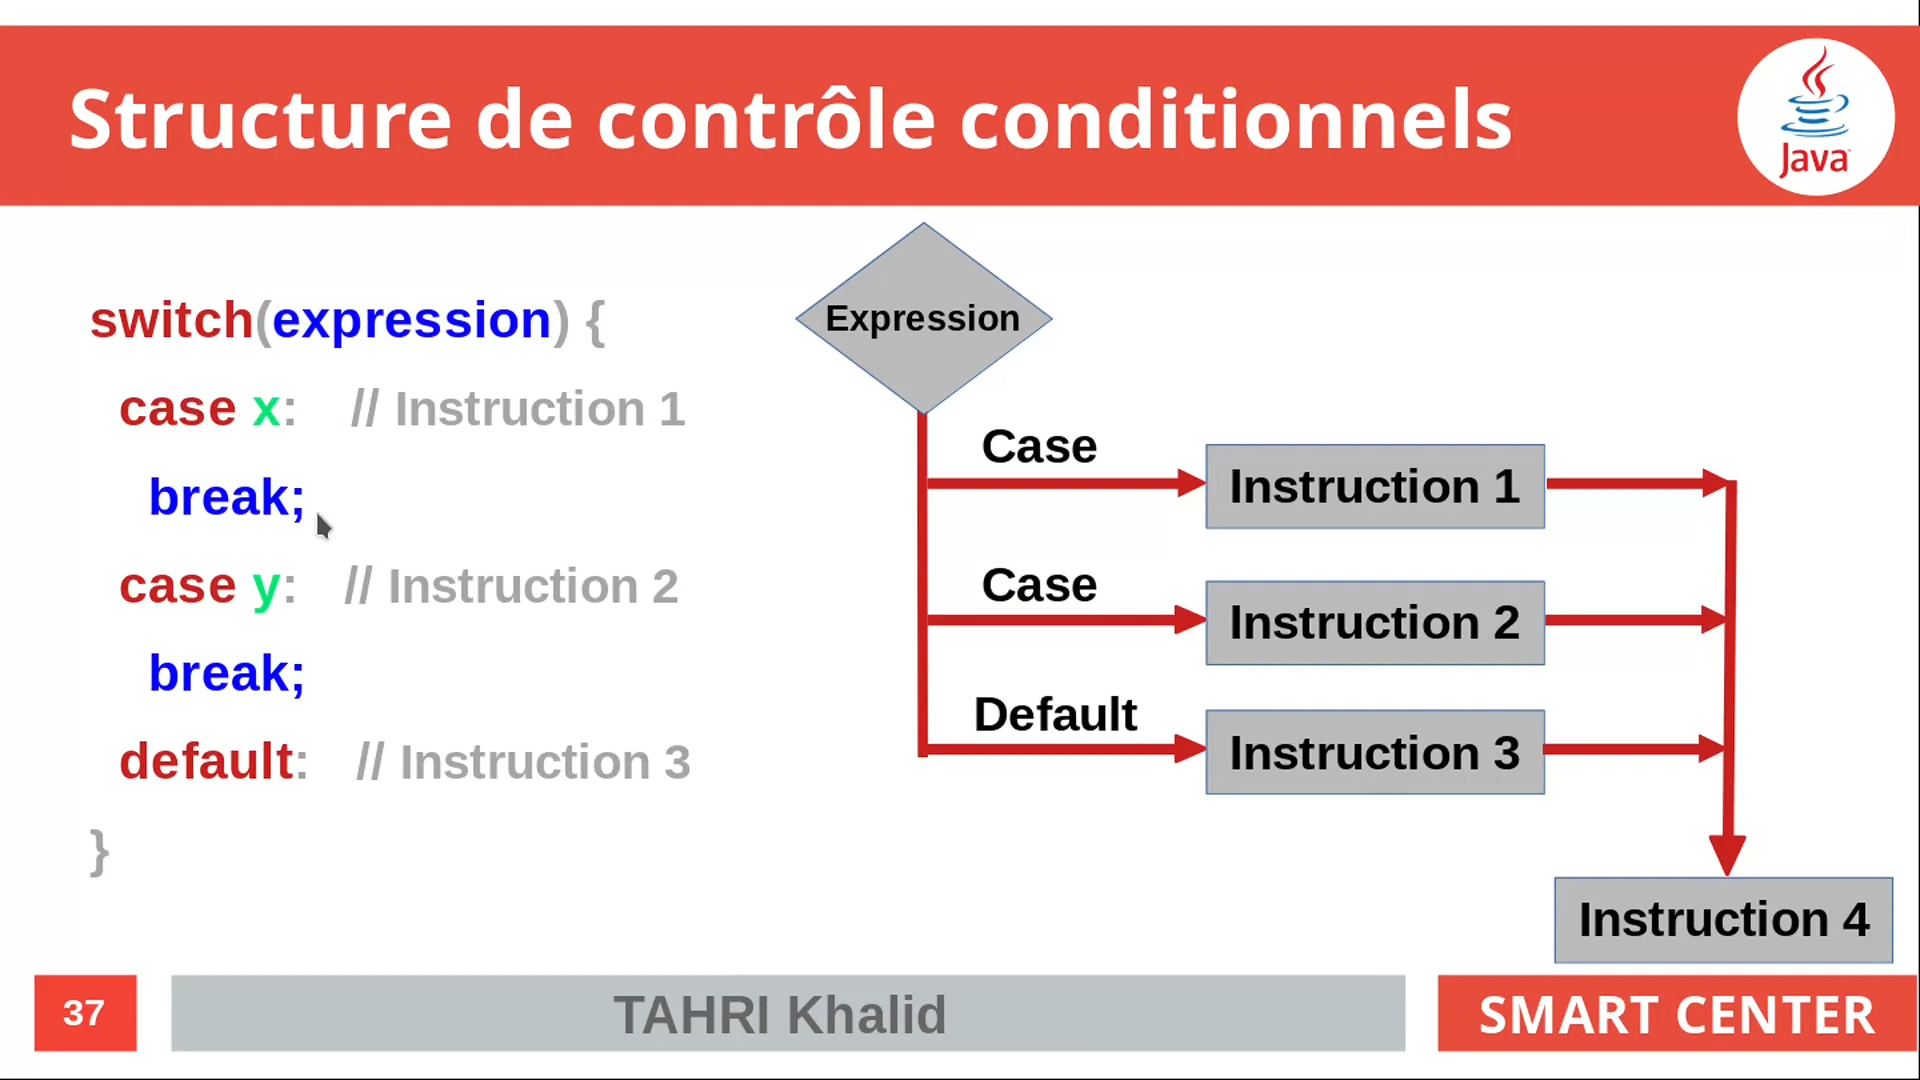 Structure de contrôle conditionnels
Java
switch(expression) {
case x: // Instruction 1
break;
case y: // Instruction 2
break;
default: // Instruction 3
}
Expression
Case
Instruction 1
Case
Instruction 2
Default
Instruction 3
Instruction 4
37
TAHRI Khalid
SMART CENTER